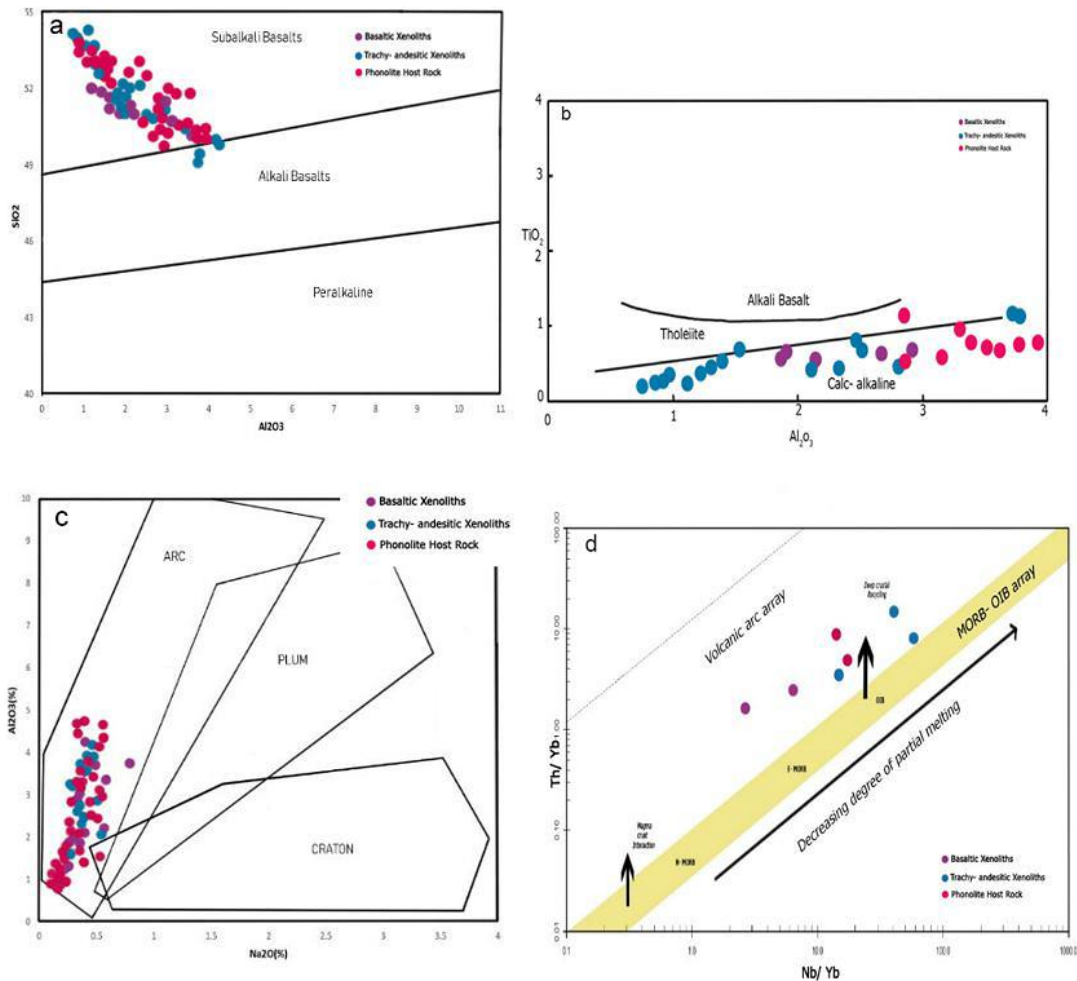 a
55
52
49
46
43
40
SiO2
Subalkali Basalts
Basaltic Xenoliths
Trachy- andesitic Xenoliths
Phonolite Host Rock
Alkali Basalts
Peralkaline
0 1 2 3 4 5 6 7 8 9 10 11
Al2O3
b
4
3
2
1
0
TiO2
Basaltic Xenoliths
Trachy- andesitic Xenoliths
Phonolite Host Rock
Alkali Basalt
Tholeiite
Calc- alkaline
0 1 2 3 4
Al2o3
c
10
9
8
7
6
5
4
3
2
1
0
Al2O3(%)
Basaltic Xenoliths
Trachy- andesitic Xenoliths
Phonolite Host Rock
ARC
PLUM
CRATON
0 0.5 1 1.5 2 2.5 3 3.5 4
Na2O(%)
d
Th/ Yb
Volcanic arc array
Deep crustal
Recycling
MORB- OIB array
OIB
E- MORB
N- MORB
Magma
crust
Interaction
Decreasing degree of partial melting
Basaltic Xenoliths
Trachy- andesitic Xenoliths
Phonolite Host Rock
0.1 1.0 10.0 100.0 1000.0
Nb/ Yb